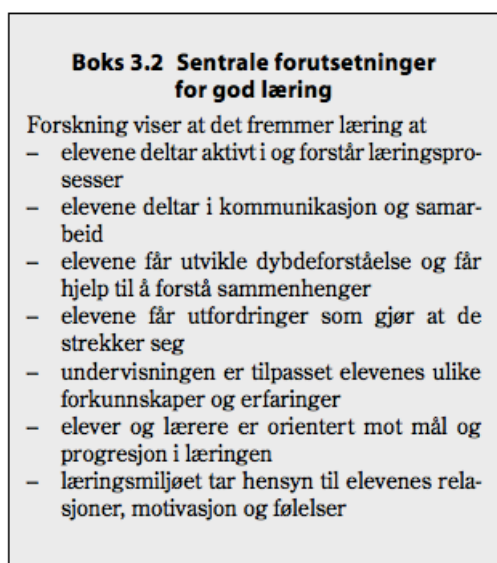 Boks 3.2 Sentrale forutsetninger
for god læring
Forskning viser at det fremmer læring at
– elevene deltar aktivt i og forstår læringspro-
sesser
– elevene deltar i kommunikasjon og samar-
beid
– elevene får utvikle dybdeforståelse og får
hjelp til å forstå sammenhenger
– elevene får utfordringer som gjør at de
strekker seg
– undervisningen er tilpasset elevenes ulike
forkunnskaper og erfaringer
– elever og lærere er orientert mot mål og
progresjon i læringen
– læringsmiljøet tar hensyn til elevenes rela-
sjoner, motivasjon og følelser